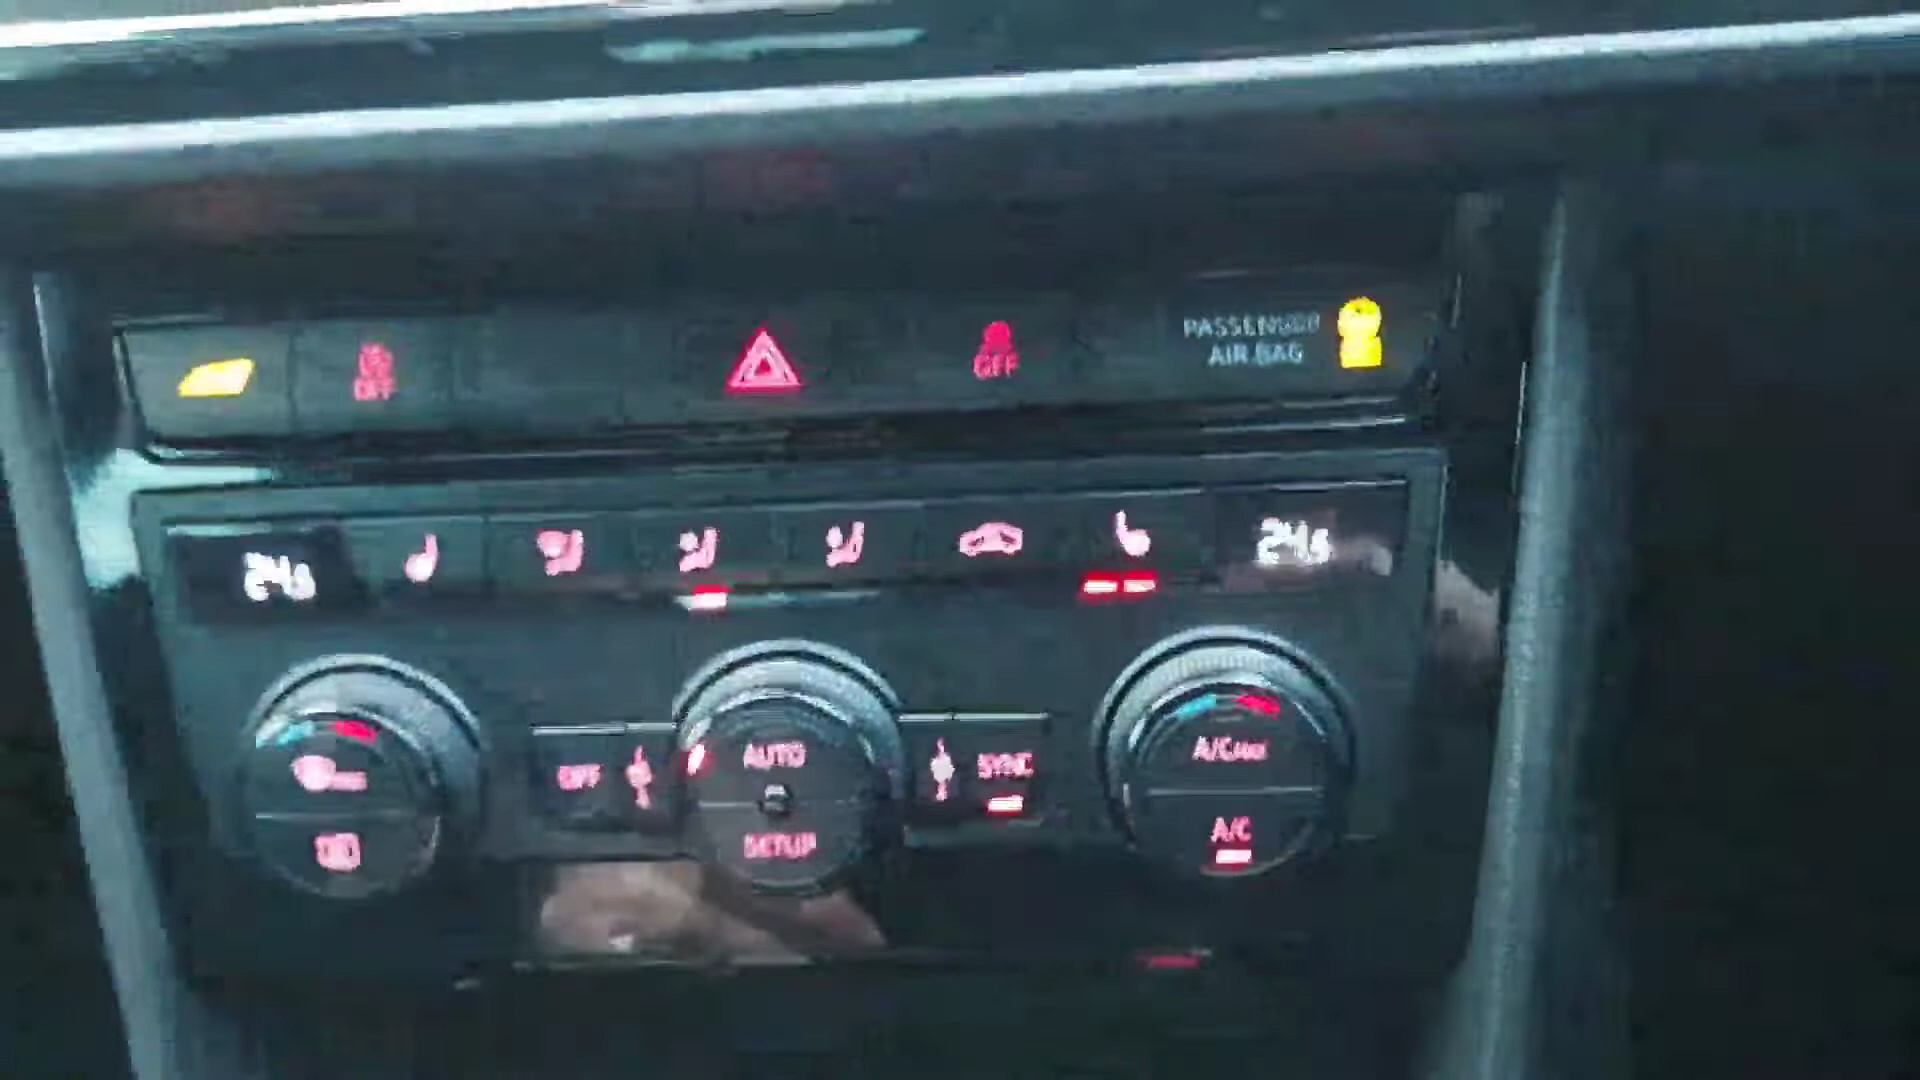 OFF
OFF
PASSENGER
AIR BAG
24.5
24.5
OFF
AUTO
SYNC
SETUP
A/C MAX
A/C